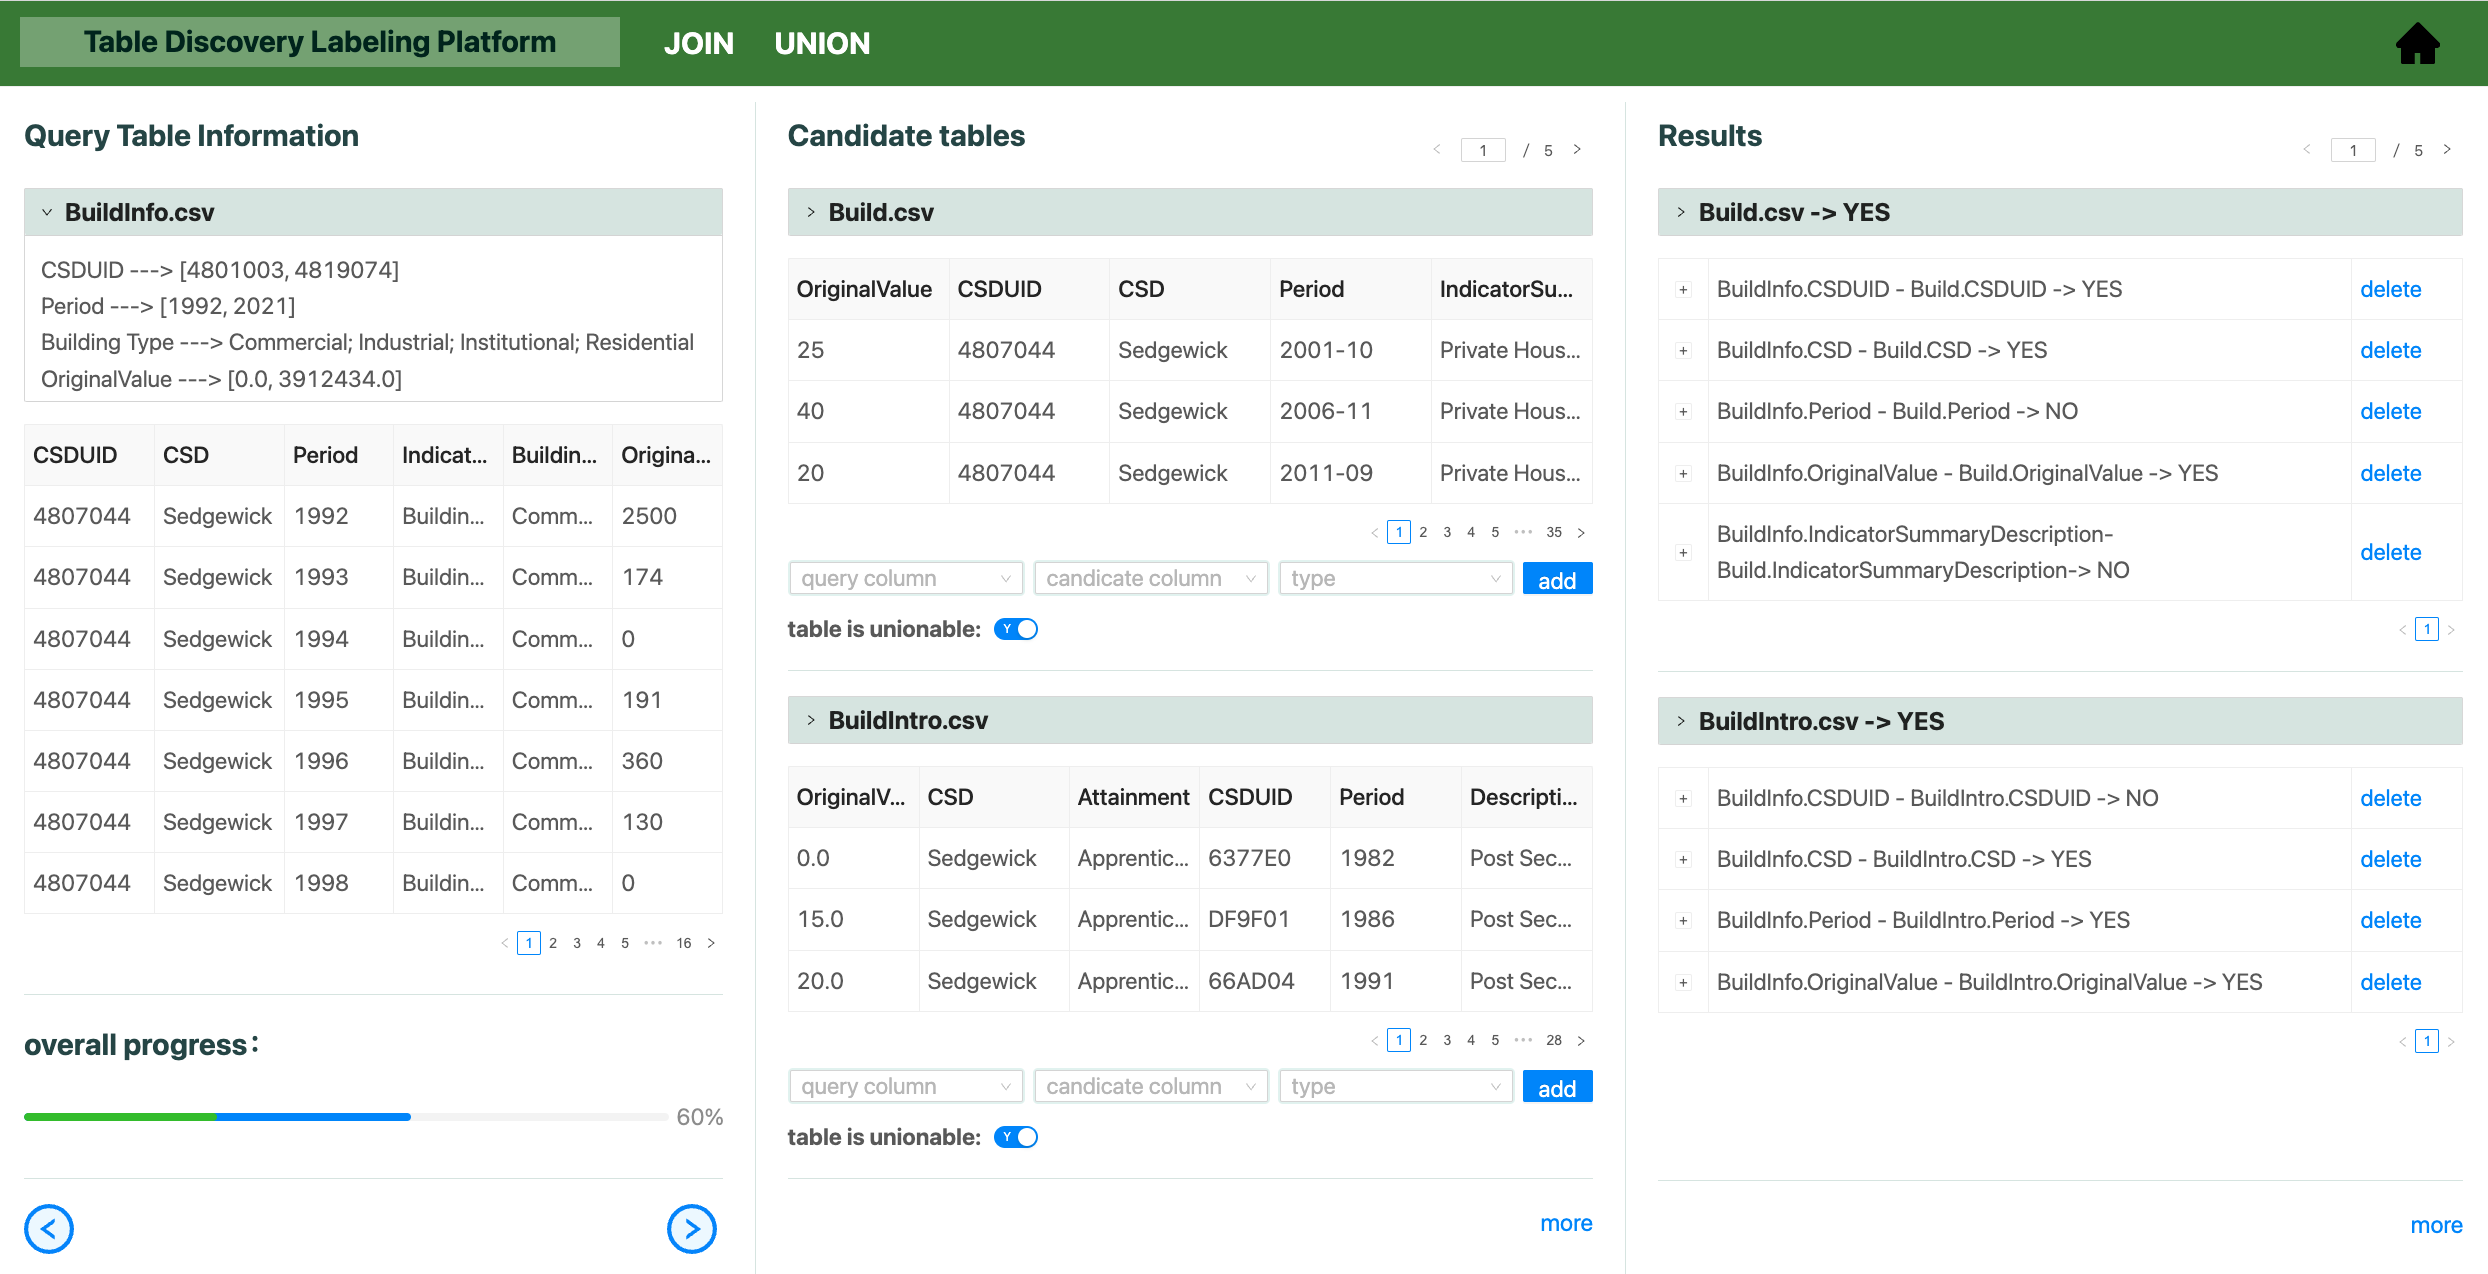 Table Discovery Labeling Platform JOIN UNION
Query Table Information
BuildInfo.csv
CSDUID ---> [4801003, 4819074]
Period ---> [1992, 2021]
Building Type ---> Commercial; Industrial; Institutional; Residential
OriginalValue ---> [0.0, 3912434.0]
CSDUID CSD Period Indicat... Buildin... Origina...
4807044 Sedgewick 1992 Buildin... Comm... 2500
4807044 Sedgewick 1993 Buildin... Comm... 174
4807044 Sedgewick 1994 Buildin... Comm... 0
4807044 Sedgewick 1995 Buildin... Comm... 191
4807044 Sedgewick 1996 Buildin... Comm... 360
4807044 Sedgewick 1997 Buildin... Comm... 130
4807044 Sedgewick 1998 Buildin... Comm... 0
< 1 2 3 4 5 ••• 16 >
overall progress:
60%
< >
Candidate tables
< 1 / 5 >
> Build.csv
OriginalValue CSDUID CSD Period IndicatorSu...
25 4807044 Sedgewick 2001-10 Private Hous...
40 4807044 Sedgewick 2006-11 Private Hous...
20 4807044 Sedgewick 2011-09 Private Hous...
< 1 2 3 4 5 ••• 35 >
query column candicate column type add
table is unionable: Y
> BuildIntro.csv
OriginalV... CSD Attainment CSDUID Period Descripti...
0.0 Sedgewick Apprentic... 6377E0 1982 Post Sec...
15.0 Sedgewick Apprentic... DF9F01 1986 Post Sec...
20.0 Sedgewick Apprentic... 66AD04 1991 Post Sec...
< 1 2 3 4 5 ••• 28 >
query column candicate column type add
table is unionable: Y
more
Results
< 1 / 5 >
> Build.csv -> YES
+ BuildInfo.CSDUID - Build.CSDUID -> YES delete
+ BuildInfo.CSD - Build.CSD -> YES delete
+ BuildInfo.Period - Build.Period -> NO delete
+ BuildInfo.OriginalValue - Build.OriginalValue -> YES delete
+ BuildInfo.IndicatorSummaryDescription-
Build.IndicatorSummaryDescription-> NO delete
< 1 >
> BuildIntro.csv -> YES
+ BuildInfo.CSDUID - BuildIntro.CSDUID -> NO delete
+ BuildInfo.CSD - BuildIntro.CSD -> YES delete
+ BuildInfo.Period - BuildIntro.Period -> YES delete
+ BuildInfo.OriginalValue - BuildIntro.OriginalValue -> YES delete
< 1 >
more